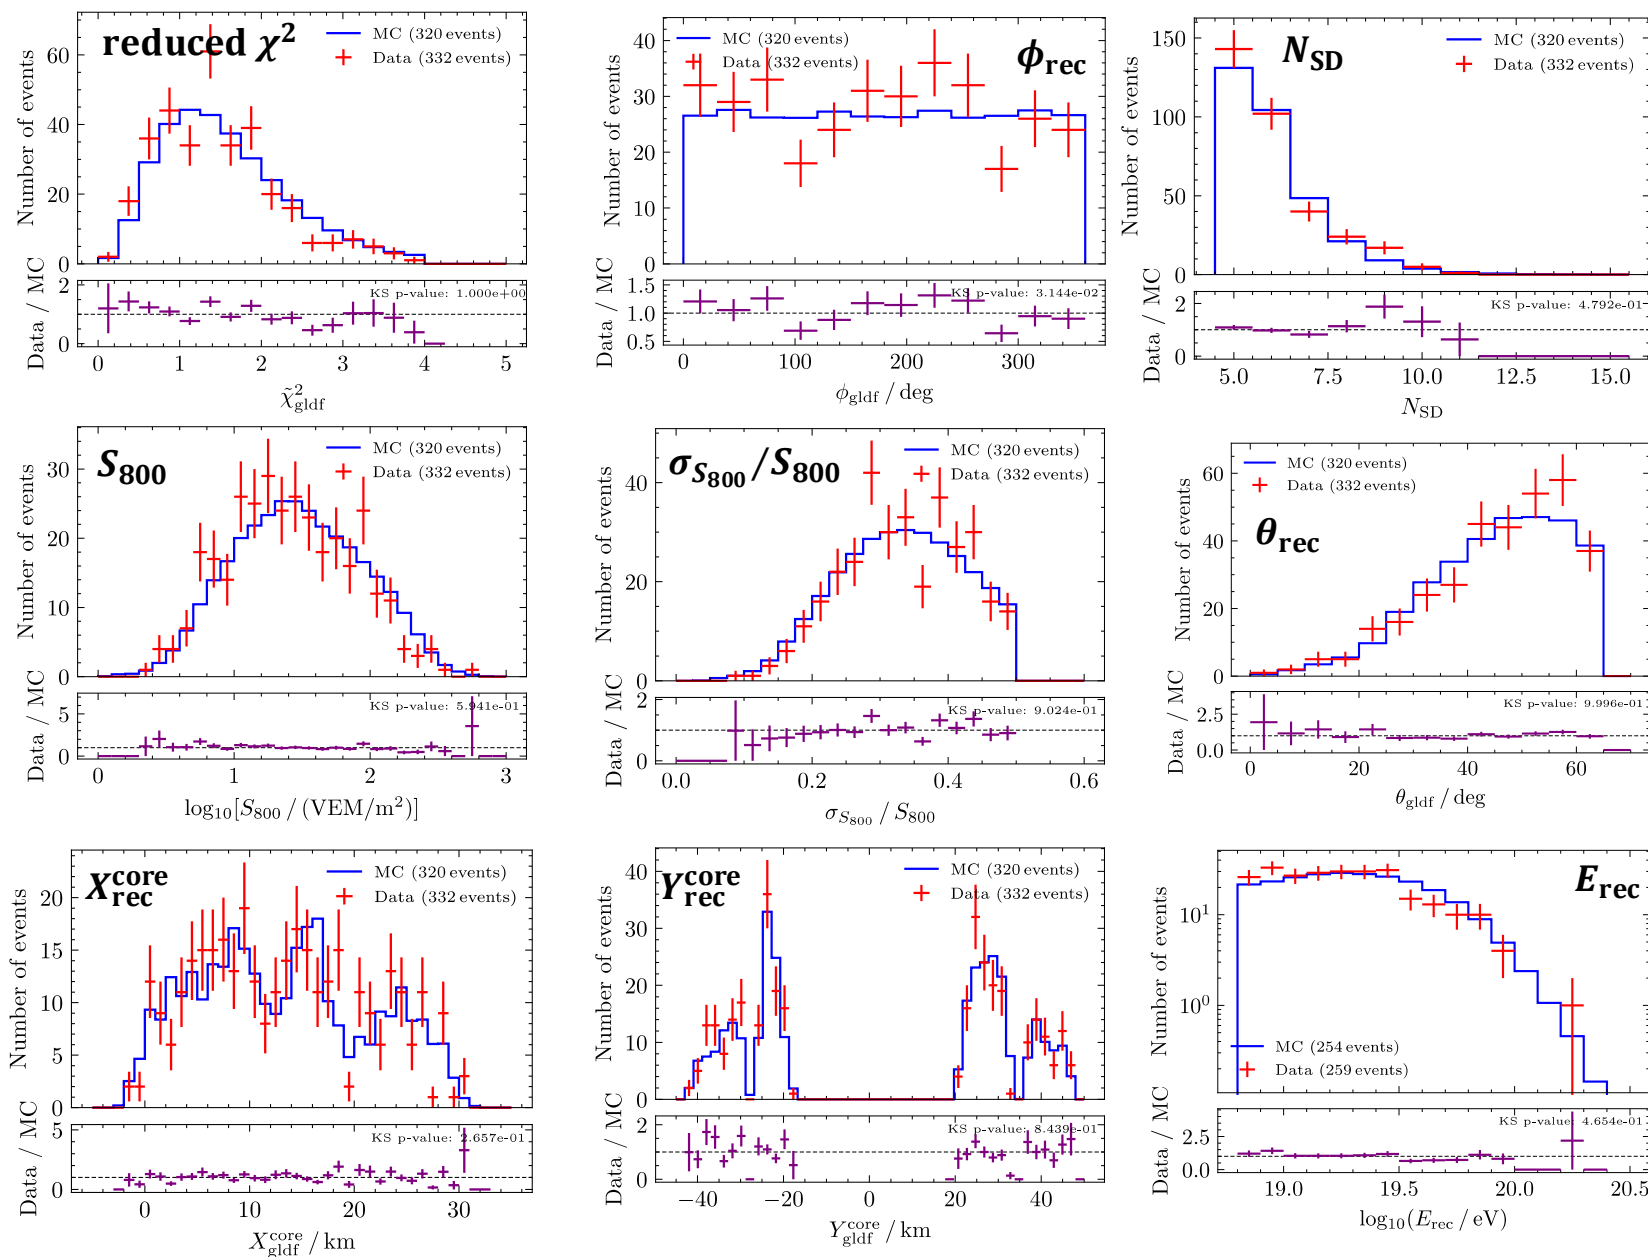 reduced χ²
MC (320 events)
Data (332 events)
Number of events
60
40
20
0
Data / MC
2
0
KS p-value: 1.000e+00
0 1 2 3 4 5
χ̃²gldf
ϕrec
MC (320 events)
Data (332 events)
Number of events
40
30
20
10
0
Data / MC
1.5
1.0
0.5
KS p-value: 3.144e-02
0 100 200 300
ϕgldf / deg
NSD
MC (320 events)
Data (332 events)
Number of events
150
100
50
0
Data / MC
2
0
KS p-value: 4.792e-01
5.0 7.5 10.0 12.5 15.0
NSD
S800
MC (320 events)
Data (332 events)
Number of events
30
20
10
0
Data / MC
5
0
KS p-value: 5.941e-01
0 1 2 3
log10[S800 / (VEM/m²)]
σS800/S800
MC (320 events)
Data (332 events)
Number of events
40
20
0
Data / MC
2
0
KS p-value: 9.024e-01
0.0 0.2 0.4 0.6
σS800 / S800
θrec
MC (320 events)
Data (332 events)
Number of events
60
40
20
0
Data / MC
2.5
0.0
KS p-value: 9.996e-01
0 20 40 60
θgldf / deg
Xcorerec
MC (320 events)
Data (332 events)
Number of events
20
15
10
5
0
Data / MC
5
0
KS p-value: 2.657e-01
0 10 20 30
Xcoregldf / km
Ycorerec
MC (320 events)
Data (332 events)
Number of events
40
30
20
10
0
Data / MC
2
1
0
KS p-value: 8.439e-01
−40 −20 0 20 40
Ycoregldf / km
Erec
MC (254 events)
Data (259 events)
Number of events
10¹
10⁰
Data / MC
2.5
0.0
KS p-value: 4.654e-01
19.0 19.5 20.0 20.5
log10(Erec / eV)